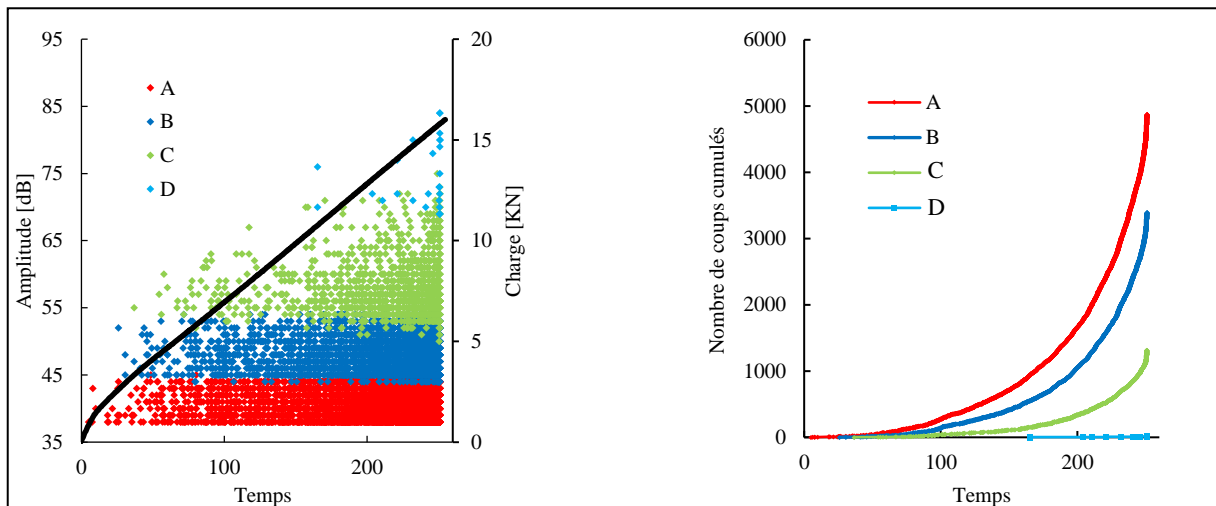 95
85
75
65
55
45
35
Amplitude [dB]
A
B
C
D
20
15
10
5
0
Charge [KN]
0
100
200
Temps
6000
5000
4000
3000
2000
1000
0
Nombre de coups cumulés
A
B
C
D
0
100
200
Temps